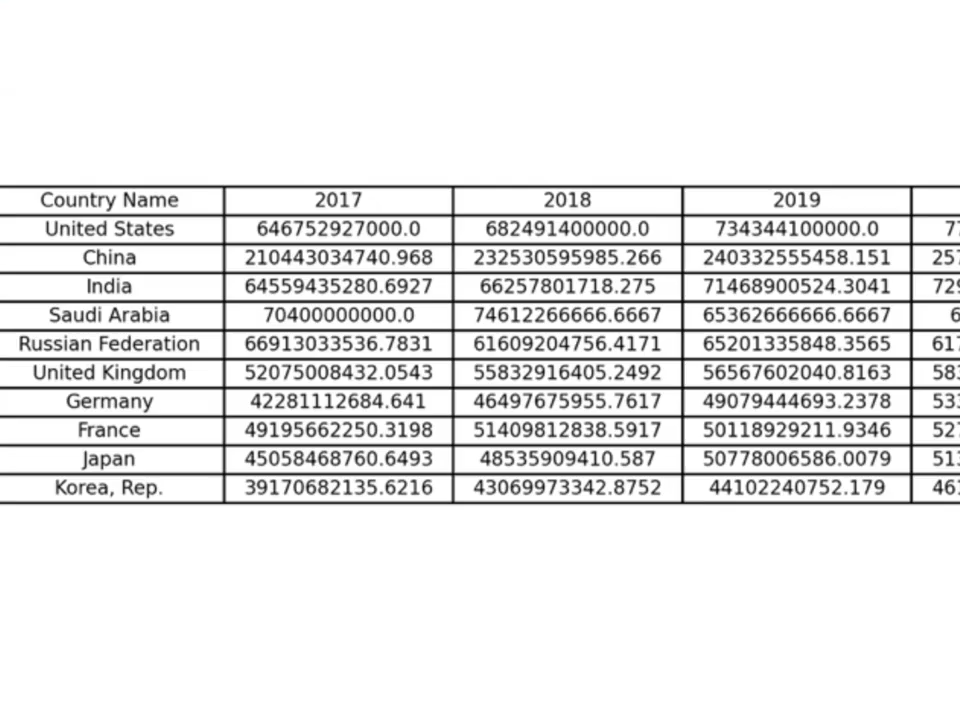 Country Name 2017 2018 2019
United States 646752927000.0 682491400000.0 734344100000.0
China 210443034740.968 232530595985.266 240332555458.151
India 64559435280.6927 66257801718.275 71468900524.3041
Saudi Arabia 70400000000.0 74612266666.6667 65362666666.6667
Russian Federation 66913033536.7831 61609204756.4171 65201335848.3565
United Kingdom 52075008432.0543 55832916405.2492 56567602040.8163
Germany 42281112684.641 46497675955.7617 49079444693.2378
France 49195662250.3198 51409812838.5917 50118929211.9346
Japan 45058468760.6493 48535909410.587 50778006586.0079
Korea, Rep. 39170682135.6216 43069973342.8752 44102240752.179